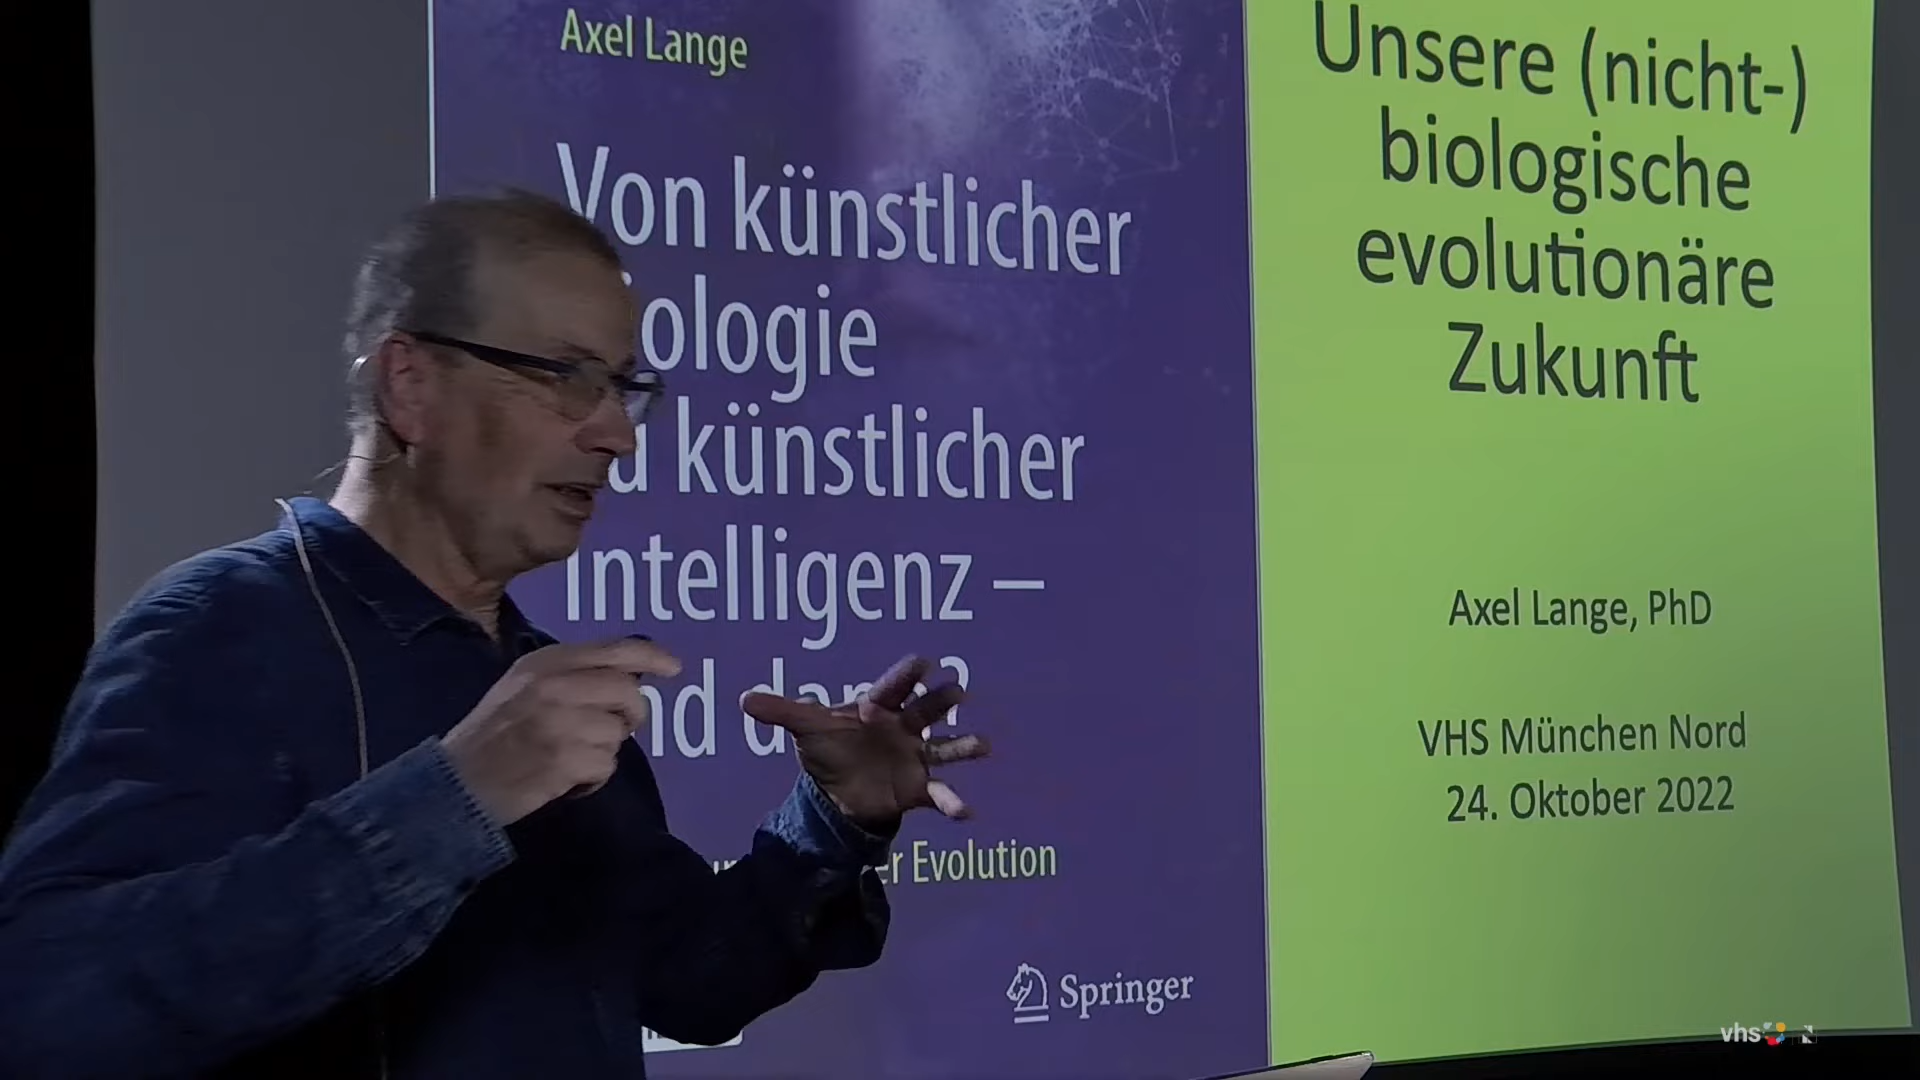 Axel Lange
Von künstlicher
ologie
künstlicher
Intelligenz –
er Evolution
Springer
Unsere (nicht-)
biologische
evolutionäre
Zukunft
Axel Lange, PhD
VHS München Nord
24. Oktober 2022
vhs